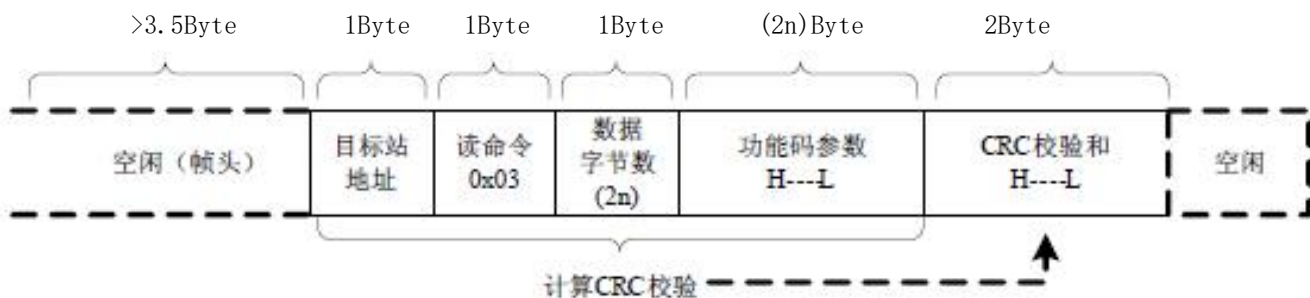 >3.5Byte 1Byte 1Byte 1Byte (2n)Byte 2Byte
空闲（帧头）
目标站
地址
读命令
0x03
数据
字节数
(2n)
功能码参数
H----L
CRC校验和
H----L
空闲
计算CRC校验